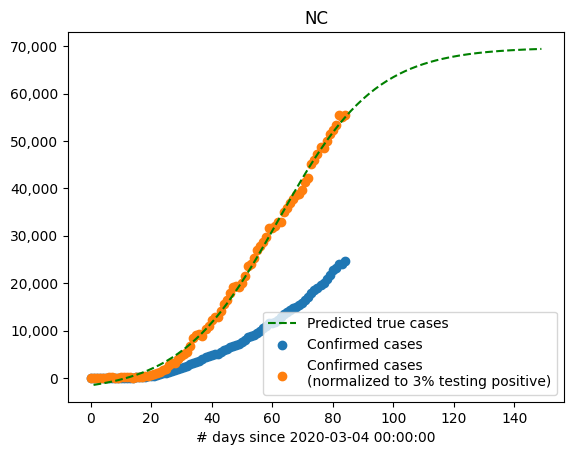 NC
70,000
60,000
50,000
40,000
30,000
20,000
10,000
0
Predicted true cases
Confirmed cases
Confirmed cases
(normalized to 3% testing positive)
0 20 40 60 80 100 120 140
# days since 2020-03-04 00:00:00